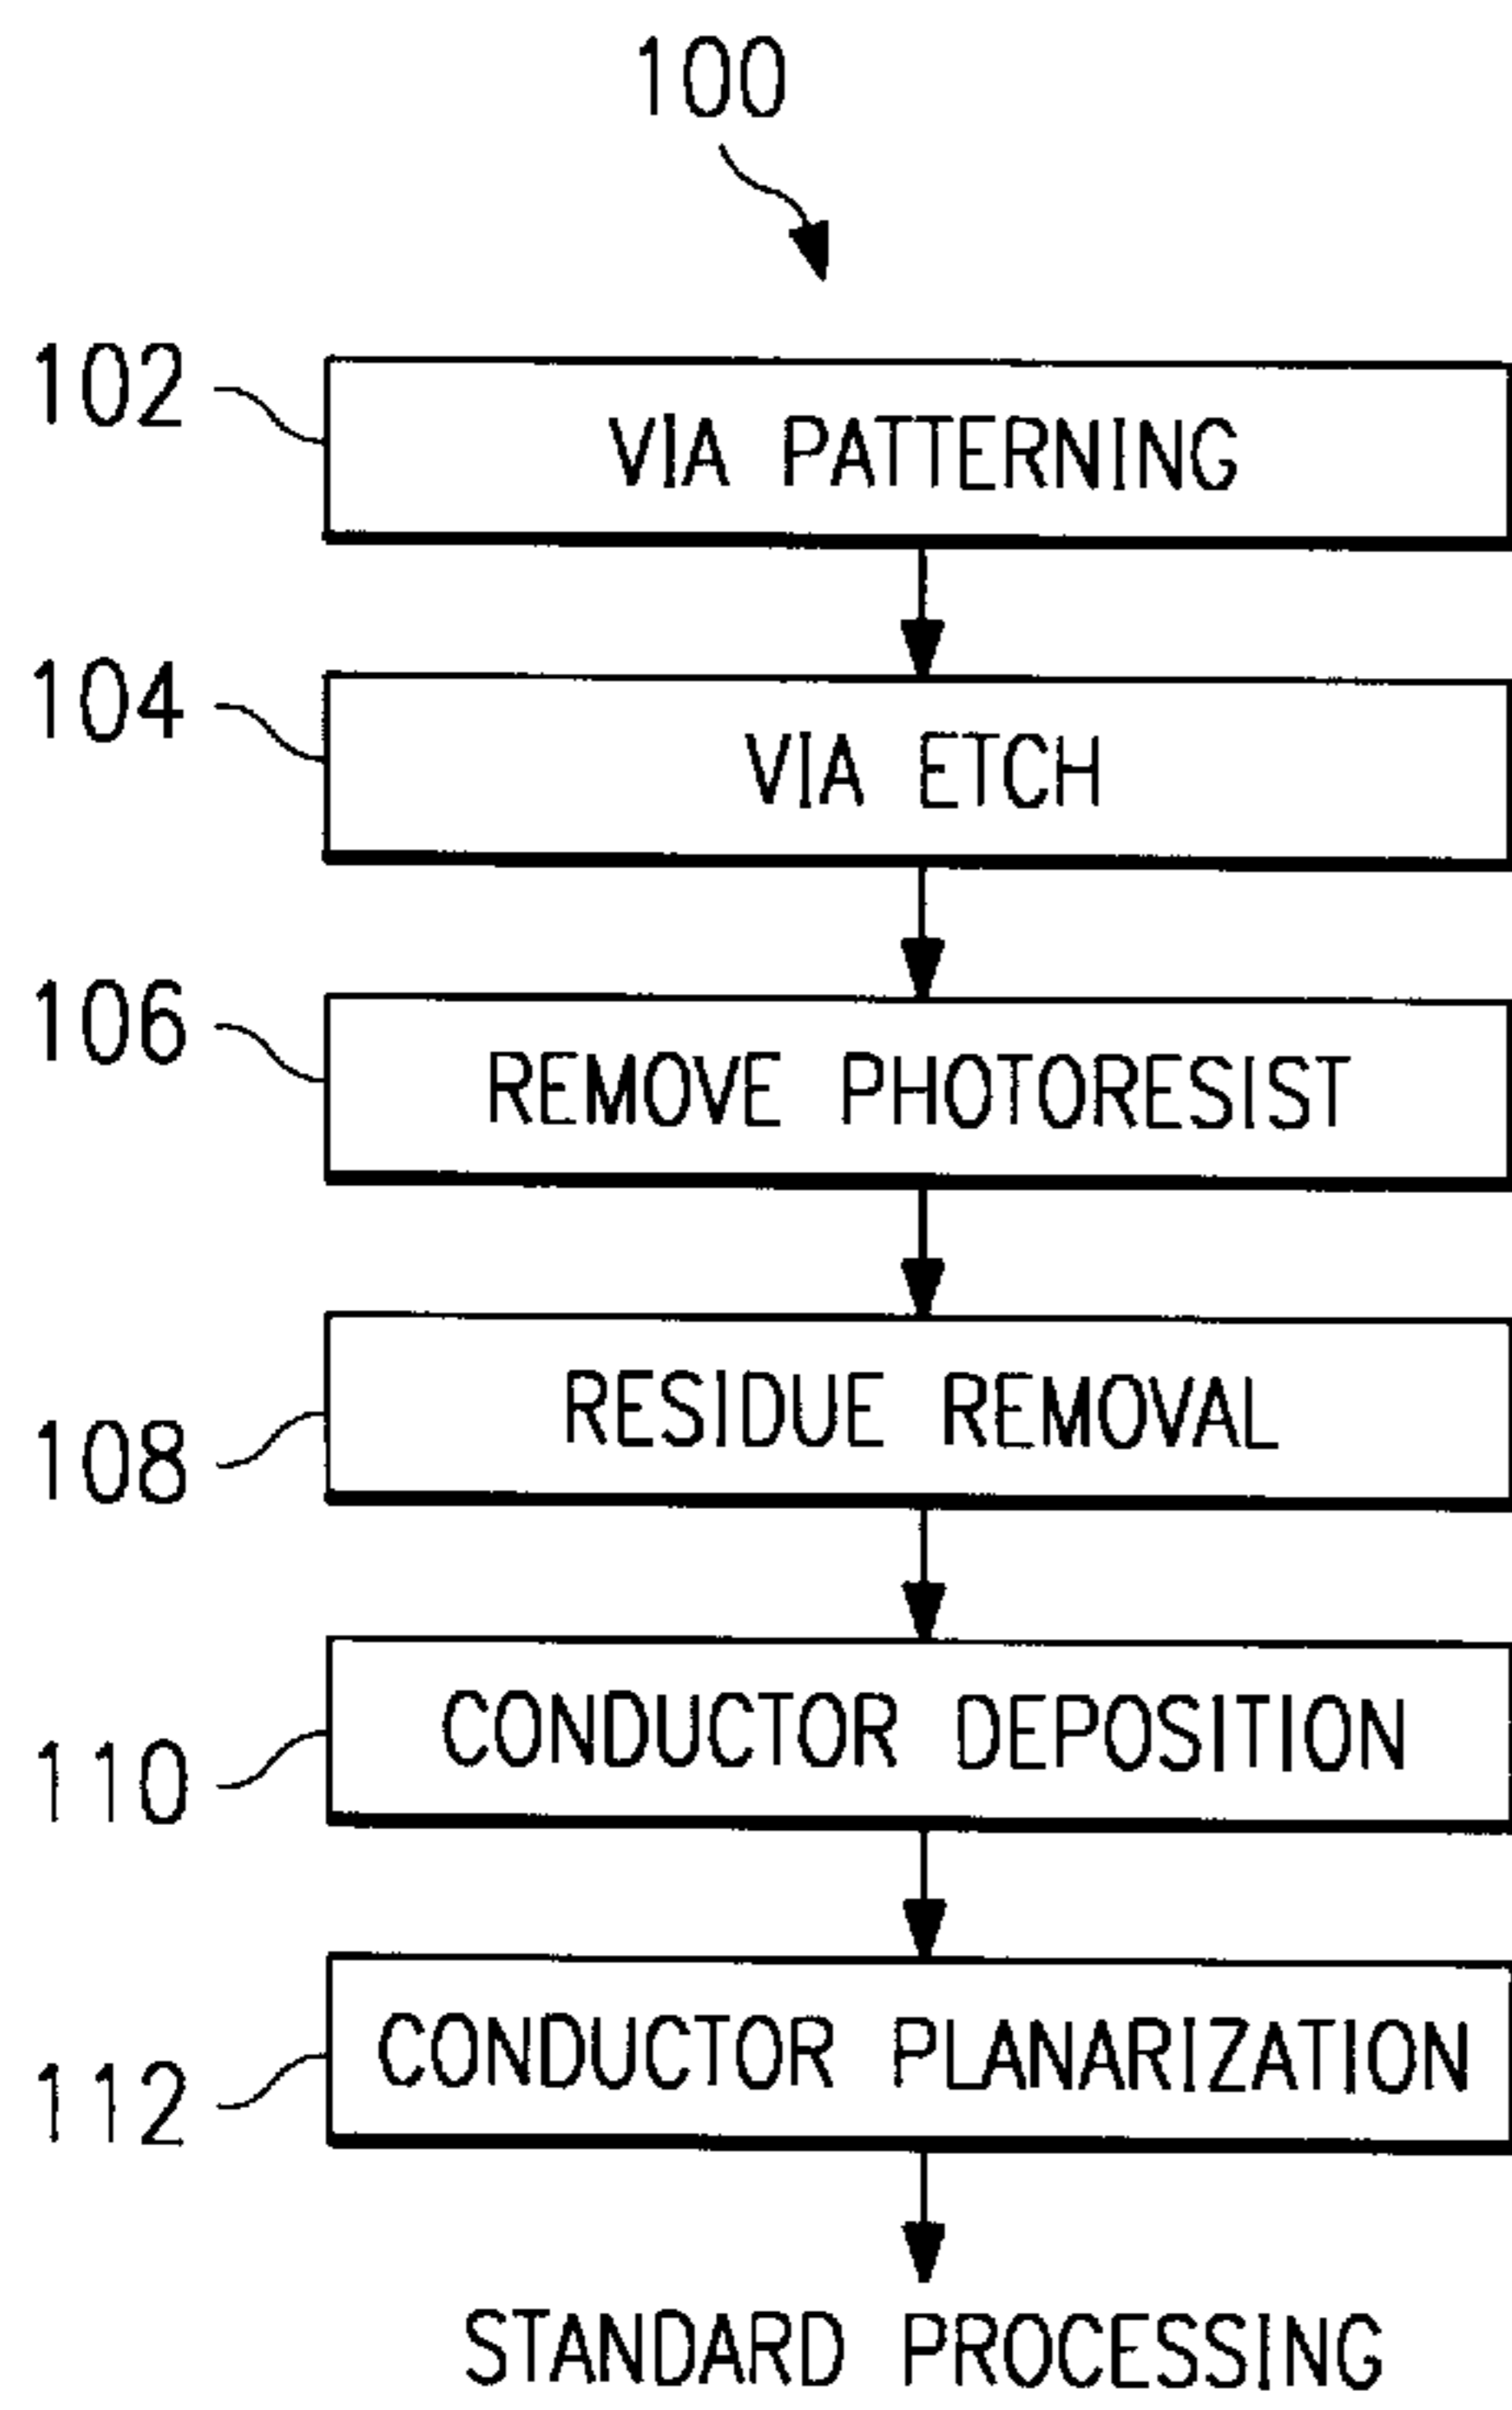 100
102
VIA PATTERNING
104
VIA ETCH
106
REMOVE PHOTORESIST
108
RESIDUE REMOVAL
110
CONDUCTOR DEPOSITION
112
CONDUCTOR PLANARIZATION
STANDARD PROCESSING